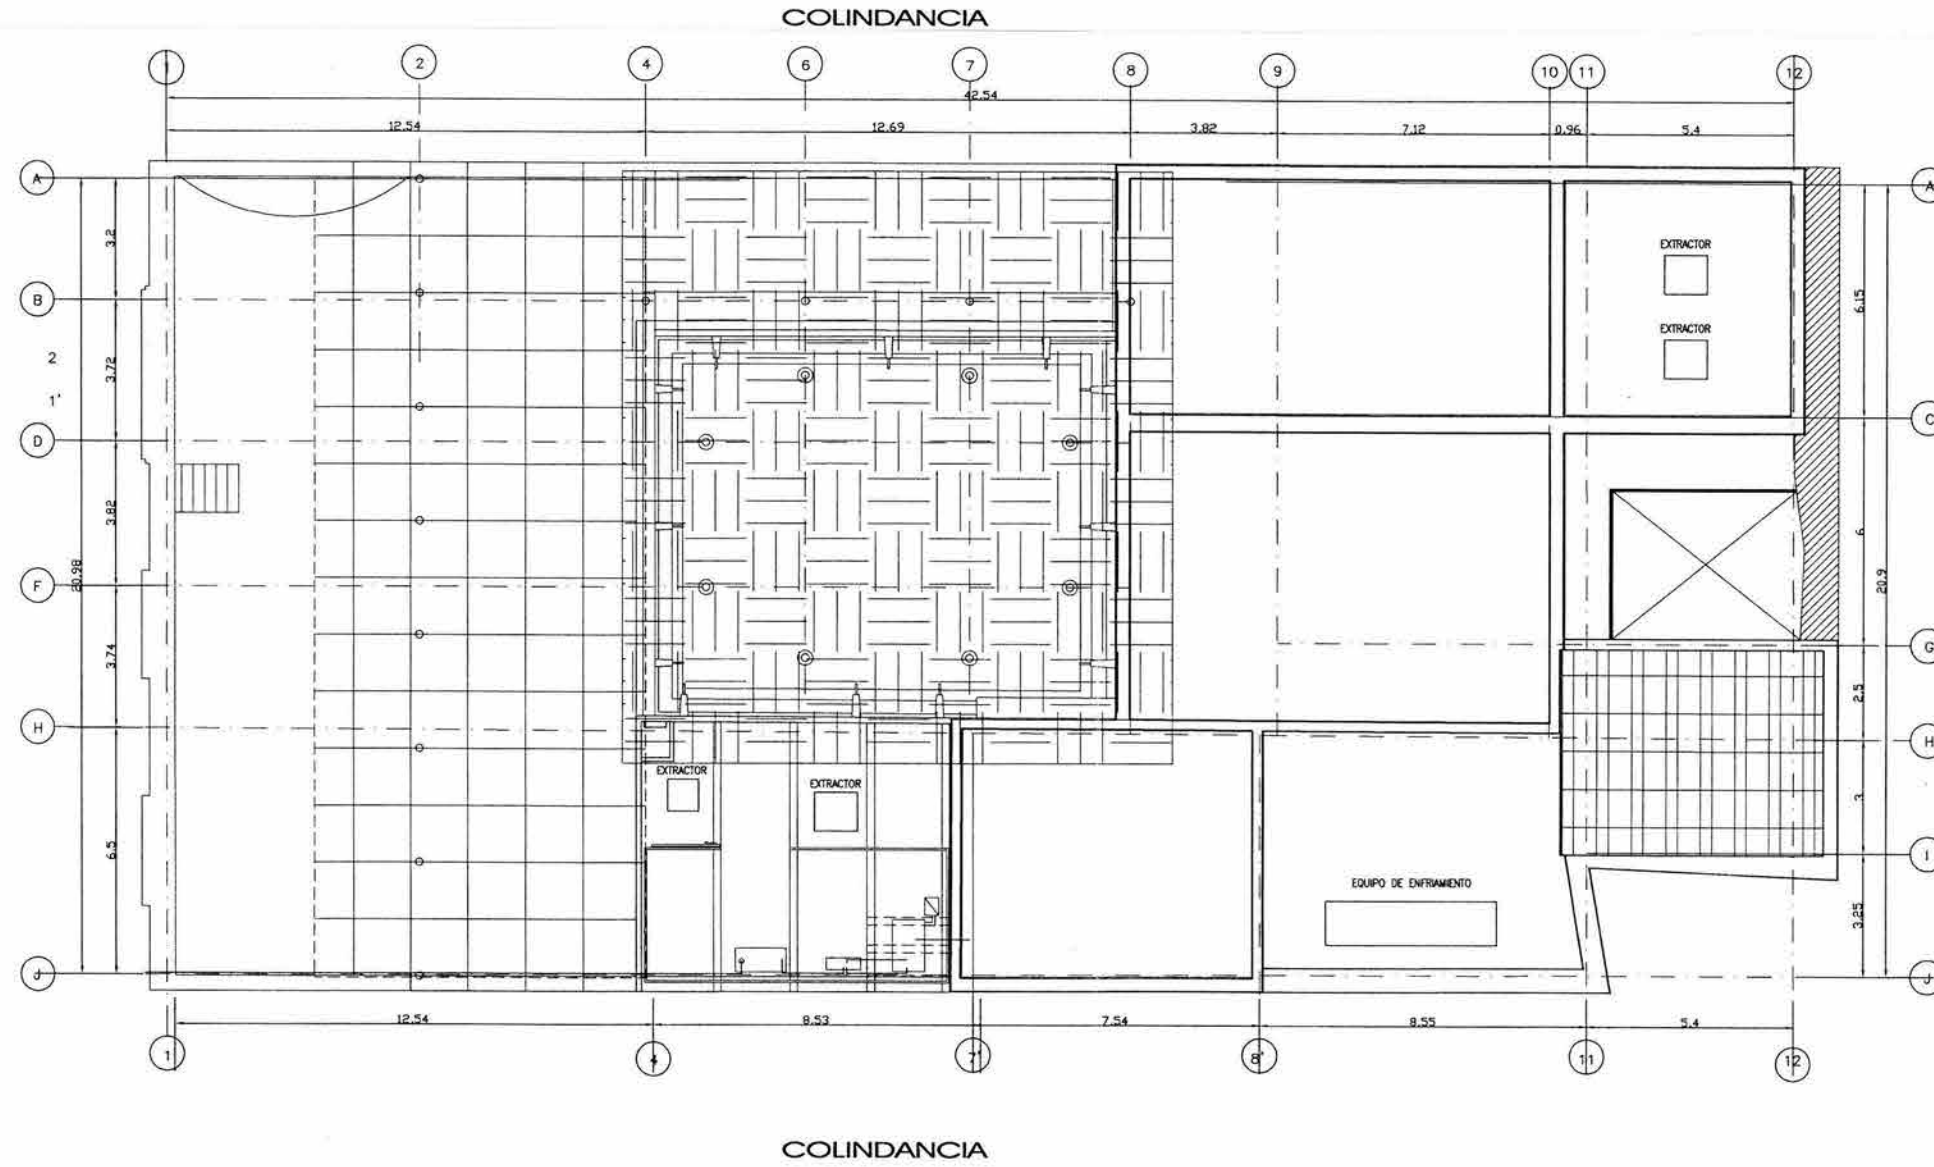 COLINDANCIA
1 2 4 6 7 8 9 10 11 12
42.54
12.54 12.69 3.82 7.12 0.96 5.4
A A
3.2
EXTRACTOR
B
6.15
EXTRACTOR
2
3.72
1'
C
D
3.82
6
20.98 20.9
F
G
3.74
2.5
H H
EXTRACTOR
EXTRACTOR
3
6.5
I
EQUIPO DE ENFRIAMIENTO
3.25
J J
12.54 8.53 7.54 8.55 5.4
1 4 7' 8' 11 12
COLINDANCIA